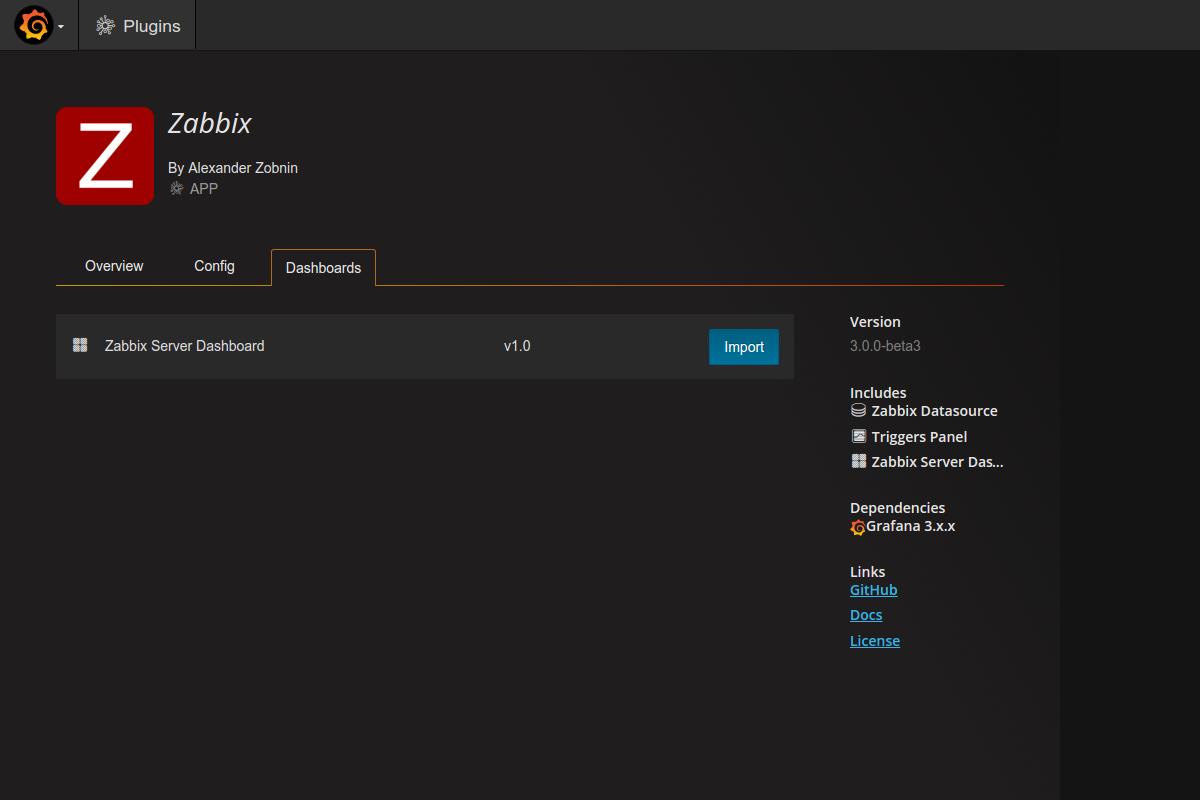 Plugins
Z
Zabbix
By Alexander Zobnin
APP
Overview Config Dashboards
Zabbix Server Dashboard v1.0 Import
Version
3.0.0-beta3
Includes
Zabbix Datasource
Triggers Panel
Zabbix Server Das...
Dependencies
Grafana 3.x.x
Links
GitHub
Docs
License